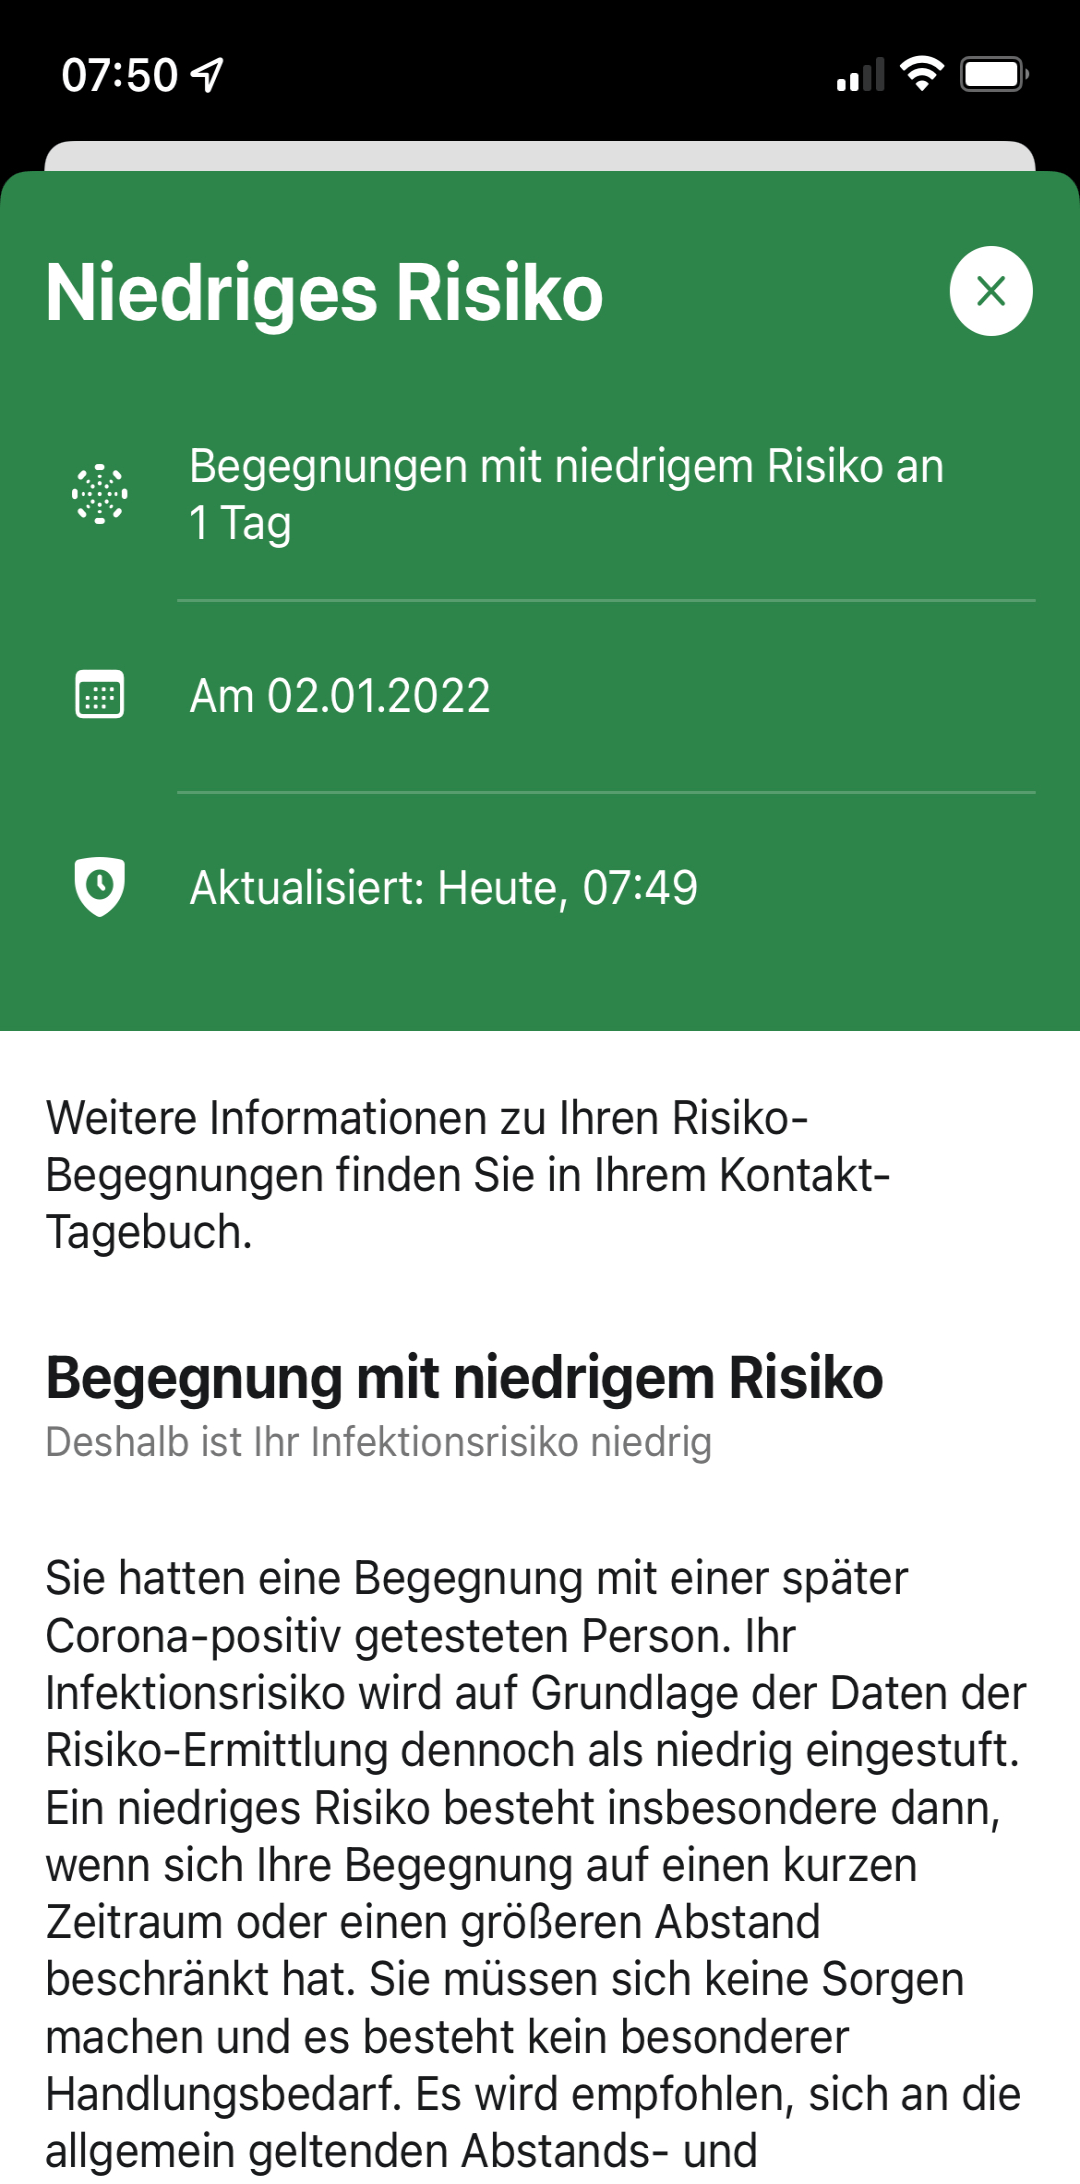 07:50
Niedriges Risiko
Begegnungen mit niedrigem Risiko an
1 Tag
Am 02.01.2022
Aktualisiert: Heute, 07:49
Weitere Informationen zu Ihren Risiko-
Begegnungen finden Sie in Ihrem Kontakt-
Tagebuch.
Begegnung mit niedrigem Risiko
Deshalb ist Ihr Infektionsrisiko niedrig
Sie hatten eine Begegnung mit einer später
Corona-positiv getesteten Person. Ihr
Infektionsrisiko wird auf Grundlage der Daten der
Risiko-Ermittlung dennoch als niedrig eingestuft.
Ein niedriges Risiko besteht insbesondere dann,
wenn sich Ihre Begegnung auf einen kurzen
Zeitraum oder einen größeren Abstand
beschränkt hat. Sie müssen sich keine Sorgen
machen und es besteht kein besonderer
Handlungsbedarf. Es wird empfohlen, sich an die
allgemein geltenden Abstands- und